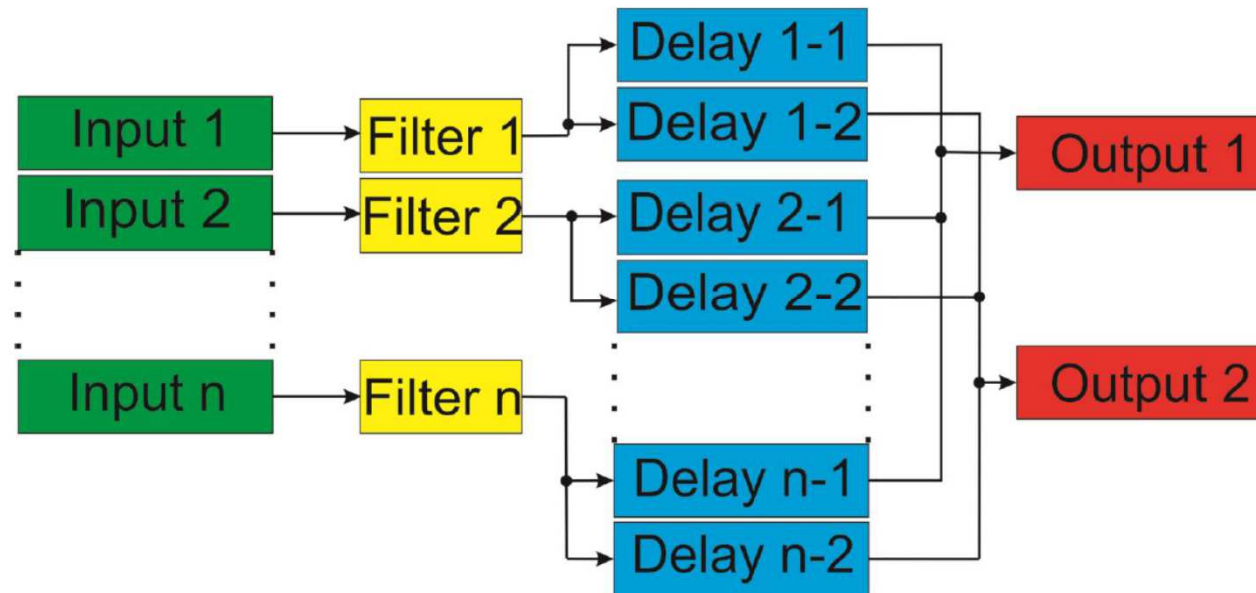 Input 1
Input 2
Input n
Filter 1
Filter 2
Filter n
Delay 1-1
Delay 1-2
Delay 2-1
Delay 2-2
Delay n-1
Delay n-2
Output 1
Output 2